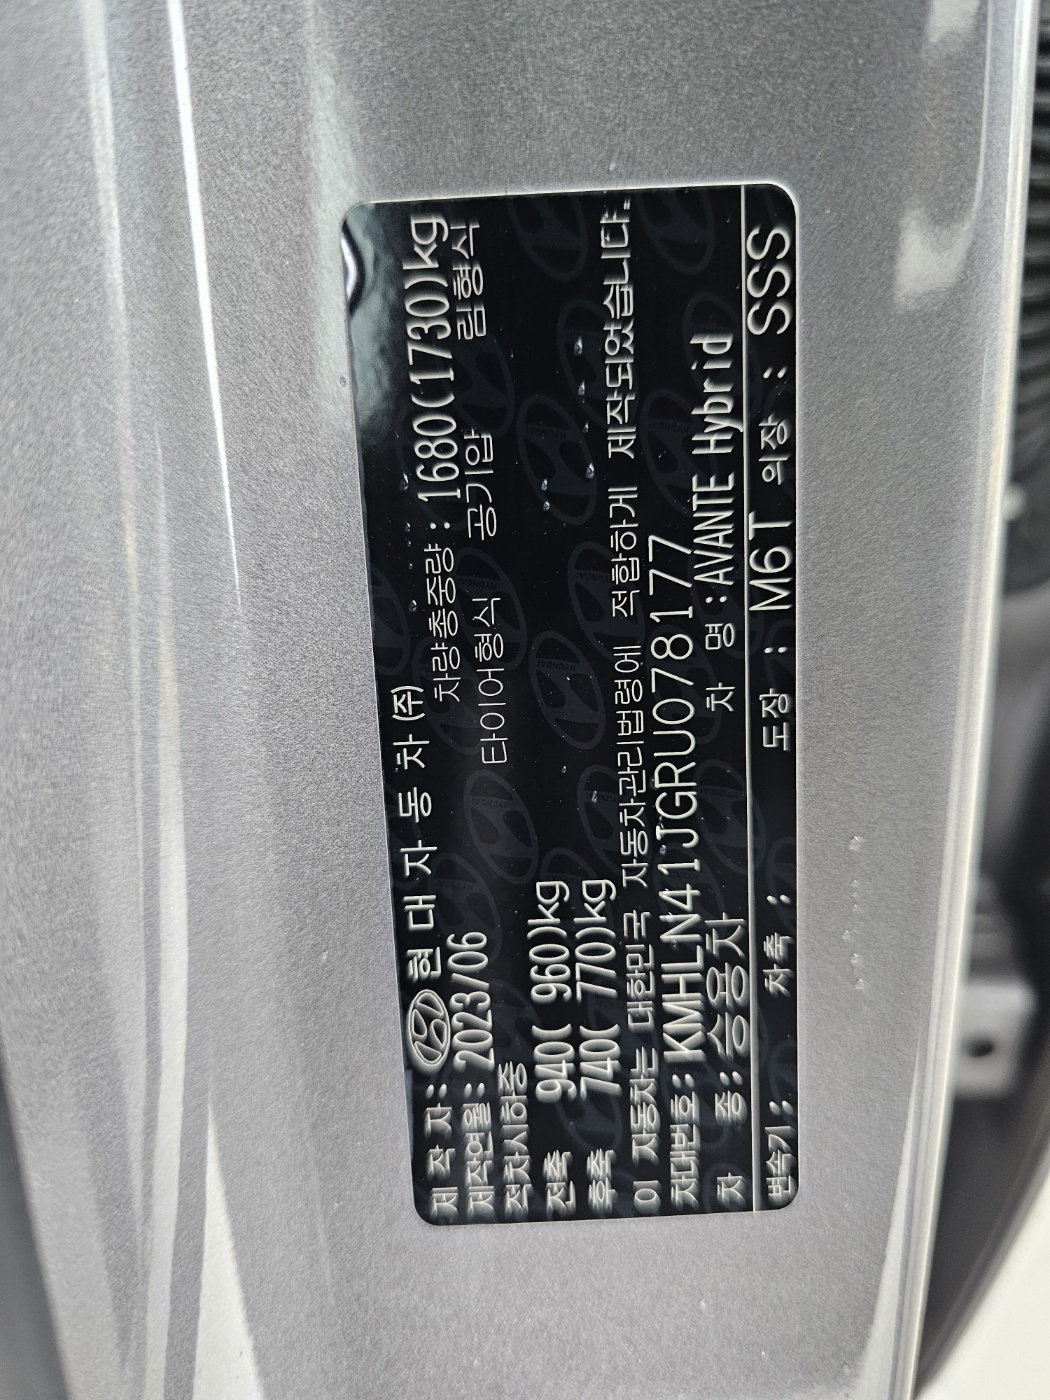 제 작 자 : HYUNDAI 현 대 자 동 차 (주)
제작연월 : 2023/06 차량총중량 : 1680(1730)kg
적차시하중 타이어형식 공기압 림형식
전축 940( 960)kg
후축 740( 770)kg
이 자동차는 대한민국 자동차관리법령에 적합하게 제작되었습니다.
차대번호 : KMHLN41JGRU078177
차 종 : 승용차 차 명 : AVANTE Hybrid
변속기 : 차축 : 도장 : M6T 의장 : SSS